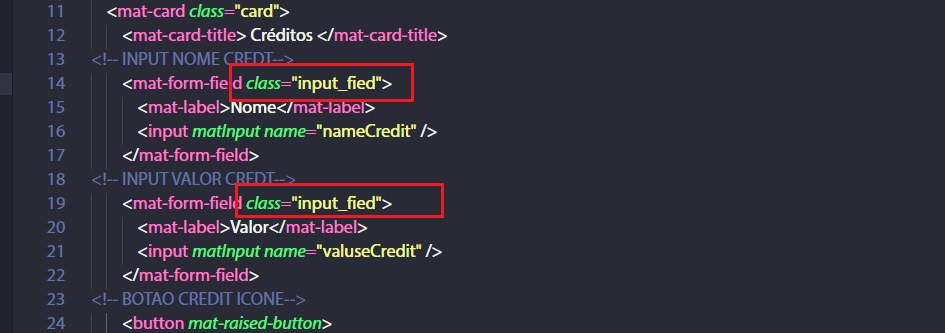 11 <mat-card class="card">
12 <mat-card-title> Créditos </mat-card-title>
13 <!-- INPUT NOME CREDT-->
14 <mat-form-field class="input_fied">
15 <mat-label>Nome</mat-label>
16 <input matInput name="nameCredit" />
17 </mat-form-field>
18 <!-- INPUT VALOR CREDT-->
19 <mat-form-field class="input_fied">
20 <mat-label>Valor</mat-label>
21 <input matInput name="valuseCredit" />
22 </mat-form-field>
23 <!-- BOTAO CREDIT ICONE-->
24 <button mat-raised-button>